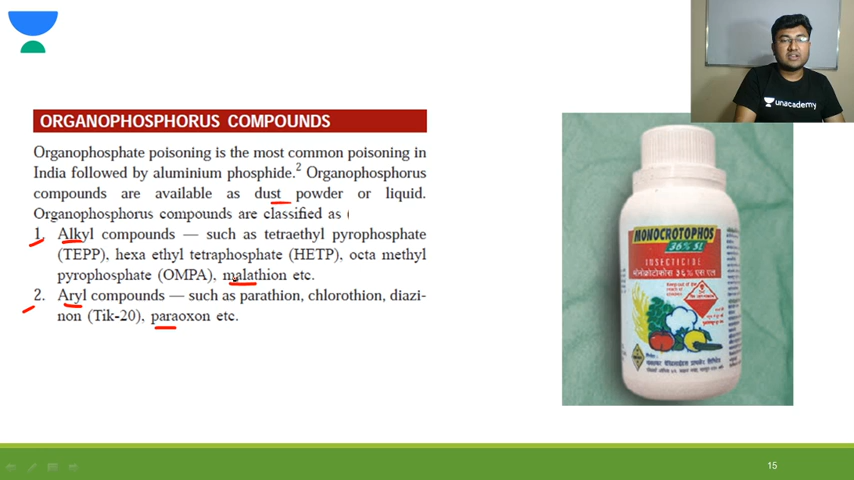 ORGANOPHOSPHORUS COMPOUNDS
Organophosphate poisoning is the most common poisoning in
India followed by aluminium phosphide.2 Organophosphorus
compounds are available as dust powder or liquid.
Organophosphorus compounds are classified as (
1. Alkyl compounds — such as tetraethyl pyrophosphate
(TEPP), hexa ethyl tetraphosphate (HETP), octa methyl
pyrophosphate (OMPA), malathion etc.
2. Aryl compounds — such as parathion, chlorothion, diazi-
non (Tik-20), paraoxon etc.
unacademy
MONOCROTOPHOS
36% SL
INSECTICIDE
मोनोक्रोटोफोस ३६% एस एल
15